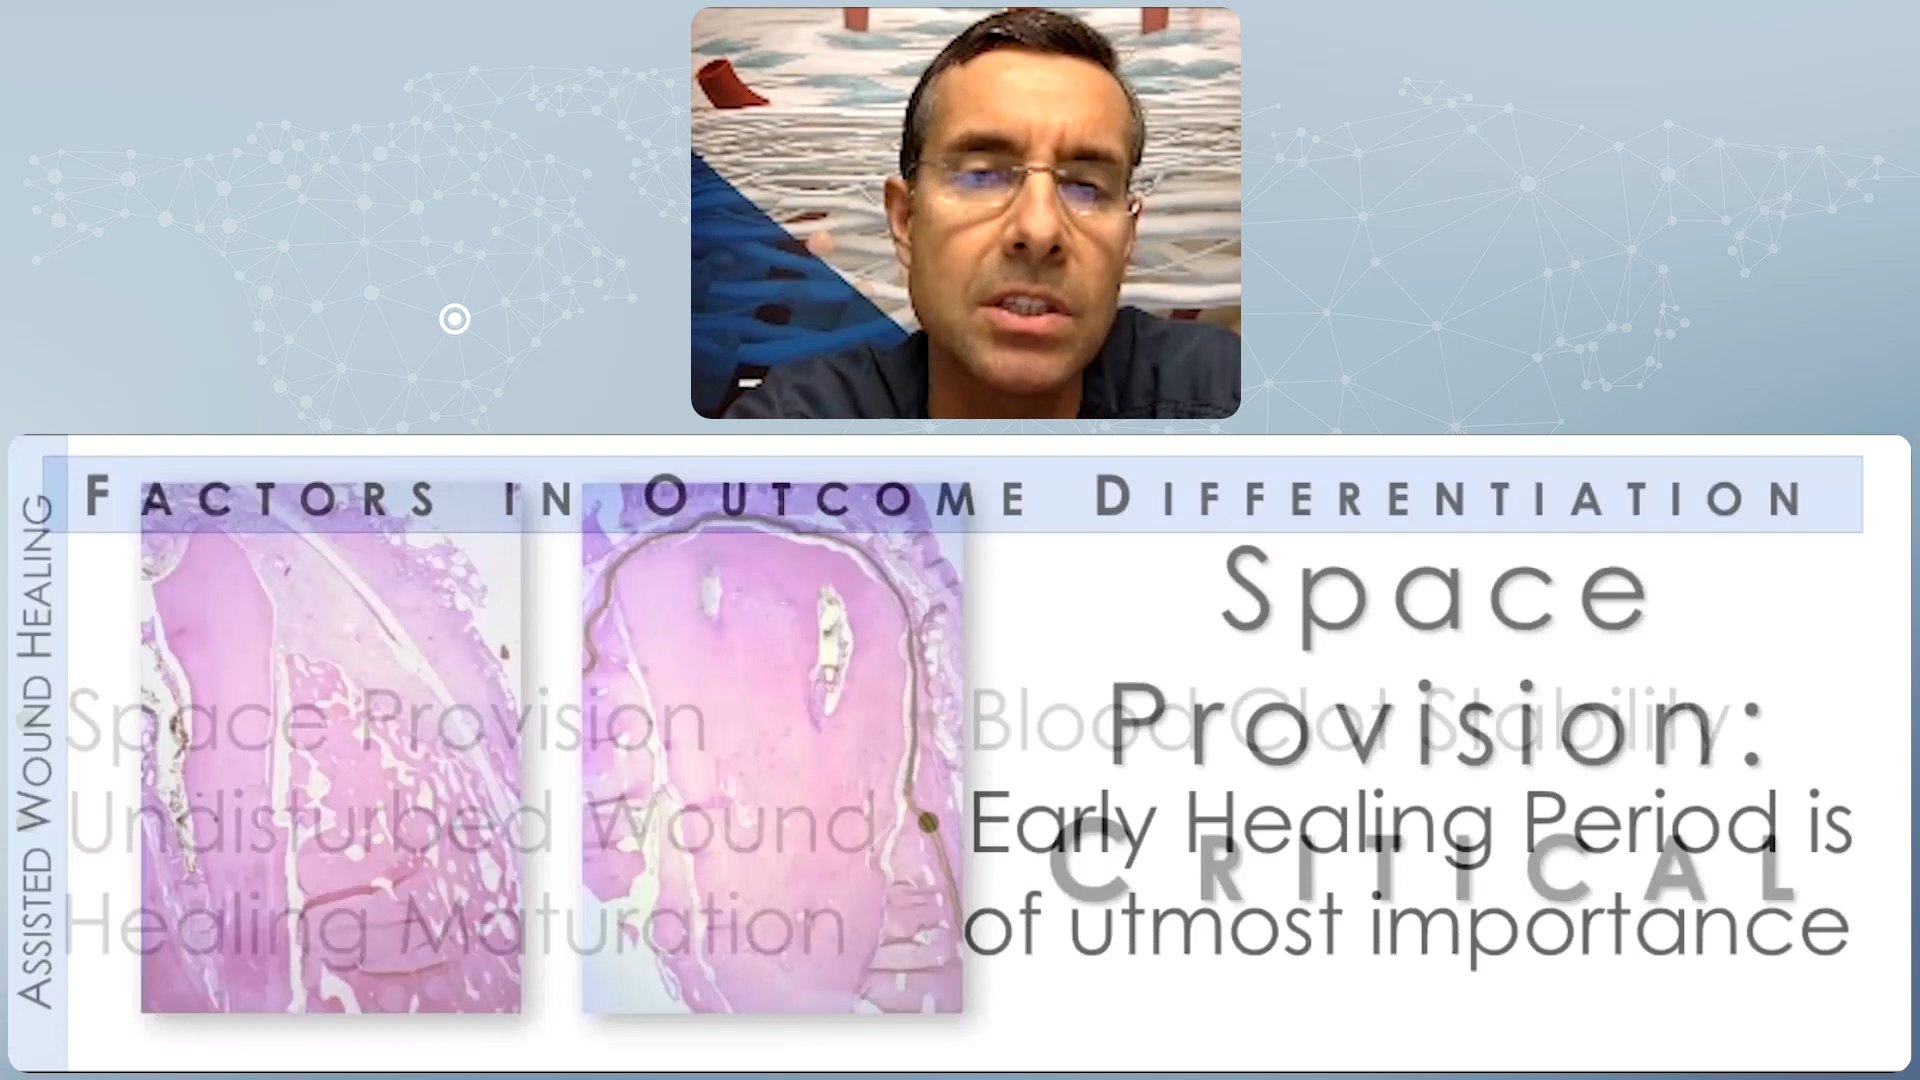 ASSISTED WOUND HEALING
FACTORS IN OUTCOME DIFFERENTIATION
Space
Provision:
CRITICAL
Space Provision
Blood Clot Stability
Undisturbed Wound
Healing Maturation
Early Healing Period is
of utmost importance